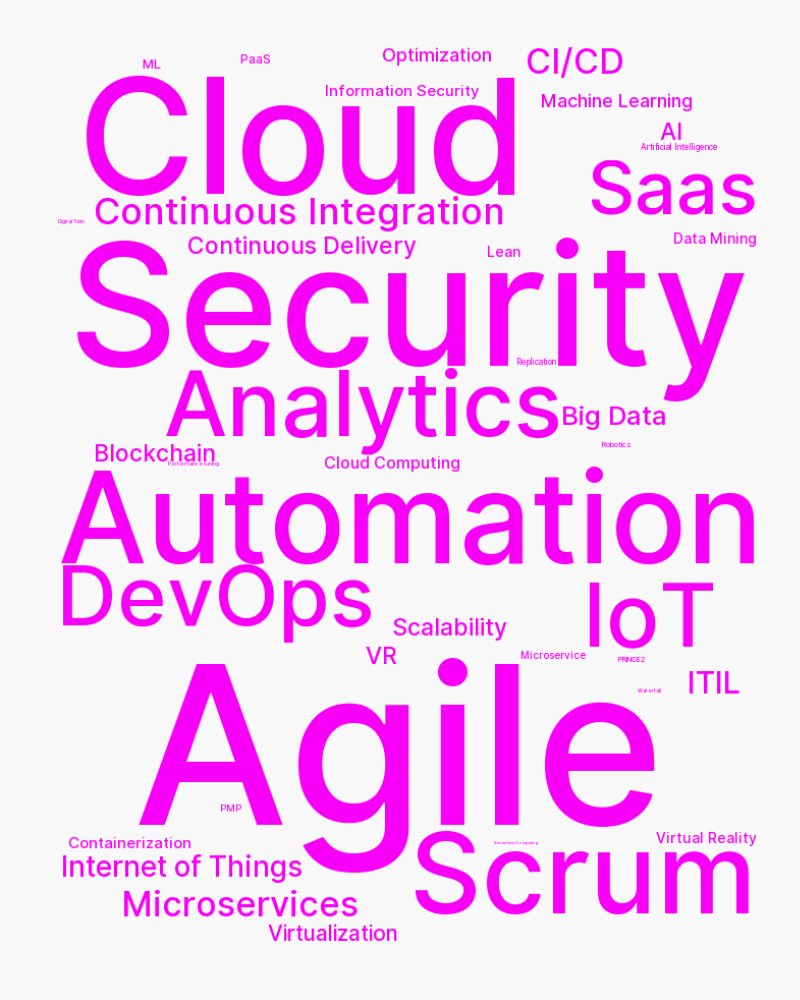 ML
PaaS
Optimization
CI/CD
Cloud
Information Security
Machine Learning
AI
Artificial Intelligence
Saas
Continuous Integration
Digital Twin
Continuous Delivery
Lean
Data Mining
Security
Replication
Analytics
Big Data
Robotics
Blockchain
Performance Tuning
Cloud Computing
Automation
DevOps
IoT
Scalability
VR
Microservice
PRINCE2
ITIL
Waterfall
Agile
PMP
Containerization
Serverless Computing
Virtual Reality
Internet of Things
Scrum
Microservices
Virtualization